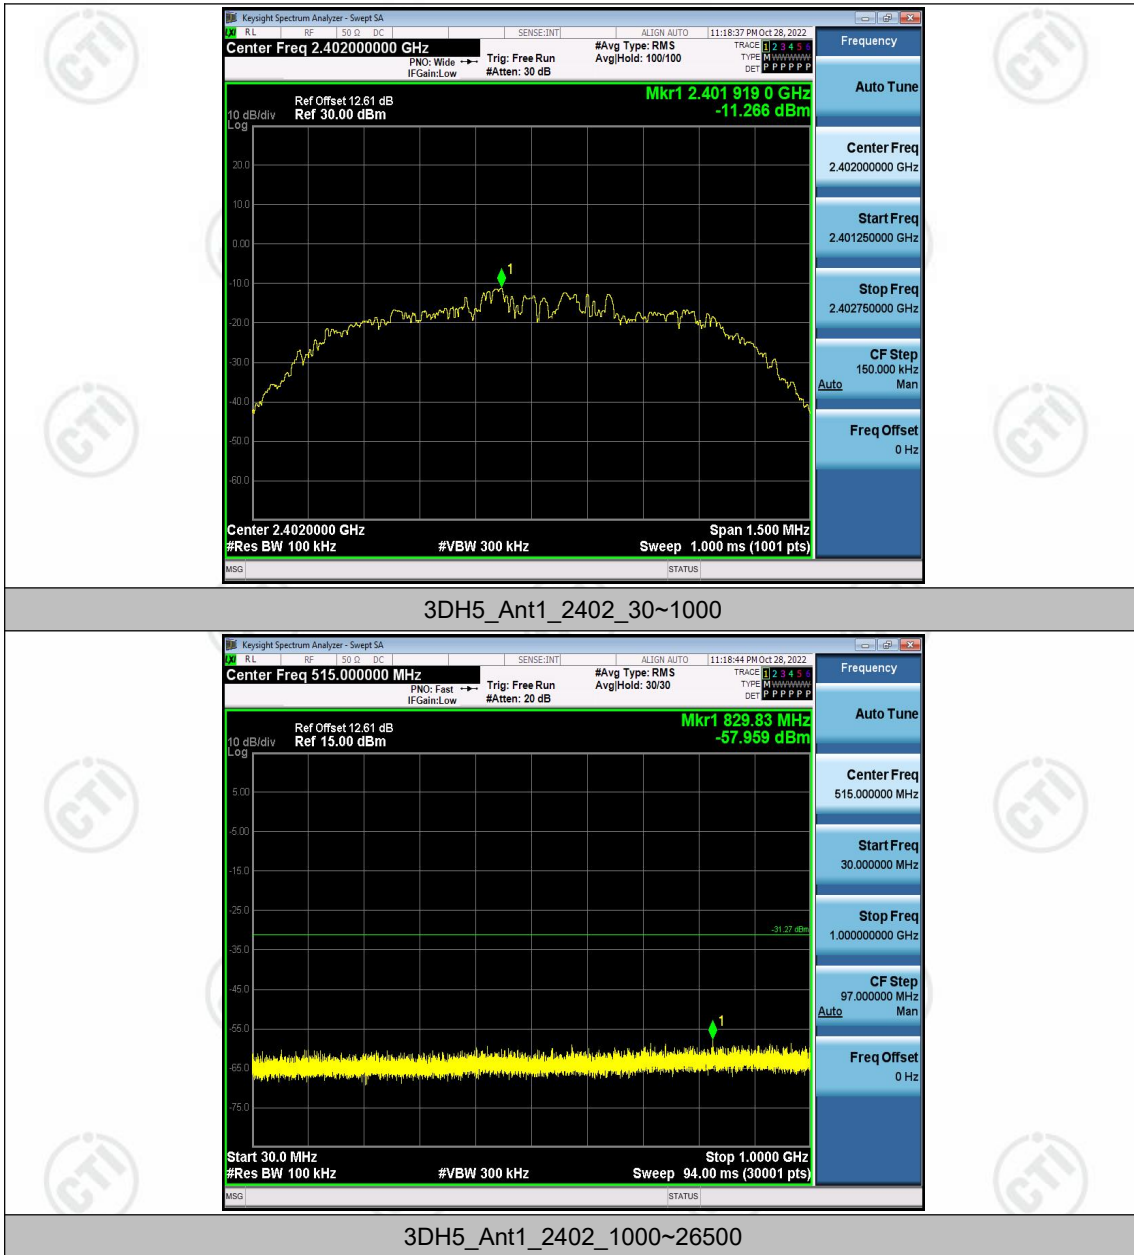 Keysight Spectrum Analyzer - Swept SA
LXI RL RF 50 Ω DC SENSE:INT ALIGN AUTO 11:18:37 PM Oct 28, 2022
Center Freq 2.402000000 GHz #Avg Type: RMS TRACE 1 2 3 4 5 6
PNO: Wide Trig: Free Run Avg|Hold: 100/100 TYPE M W W W W W
IFGain:Low #Atten: 30 dB DET P P P P P P
Frequency
Auto Tune
Ref Offset 12.61 dB Mkr1 2.401 919 0 GHz
10 dB/div Ref 30.00 dBm -11.266 dBm
Log
20.0
10.0
0.00
-10.0
-20.0
-30.0
-40.0
-50.0
-60.0
1
Center Freq
2.402000000 GHz
Start Freq
2.401250000 GHz
Stop Freq
2.402750000 GHz
CF Step
150.000 kHz
Auto Man
Freq Offset
0 Hz
Center 2.4020000 GHz Span 1.500 MHz
#Res BW 100 kHz #VBW 300 kHz Sweep 1.000 ms (1001 pts)
MSG STATUS
3DH5_Ant1_2402_30~1000
Keysight Spectrum Analyzer - Swept SA
LXI RL RF 50 Ω DC SENSE:INT ALIGN AUTO 11:18:44 PM Oct 28, 2022
Center Freq 515.000000 MHz #Avg Type: RMS TRACE 1 2 3 4 5 6
PNO: Fast Trig: Free Run Avg|Hold: 30/30 TYPE M W W W W W
IFGain:Low #Atten: 20 dB DET P P P P P P
Frequency
Auto Tune
Ref Offset 12.61 dB Mkr1 829.83 MHz
10 dB/div Ref 15.00 dBm -57.959 dBm
Log
5.00
-5.00
-15.0
-25.0
-31.27 dBm
-35.0
-45.0
-55.0
-65.0
-75.0
1
Center Freq
515.000000 MHz
Start Freq
30.000000 MHz
Stop Freq
1.000000000 GHz
CF Step
97.000000 MHz
Auto Man
Freq Offset
0 Hz
Start 30.0 MHz Stop 1.0000 GHz
#Res BW 100 kHz #VBW 300 kHz Sweep 94.00 ms (30001 pts)
MSG STATUS
3DH5_Ant1_2402_1000~26500
CTI
CTI
CTI
CTI
CTI
CTI
CTI
CTI